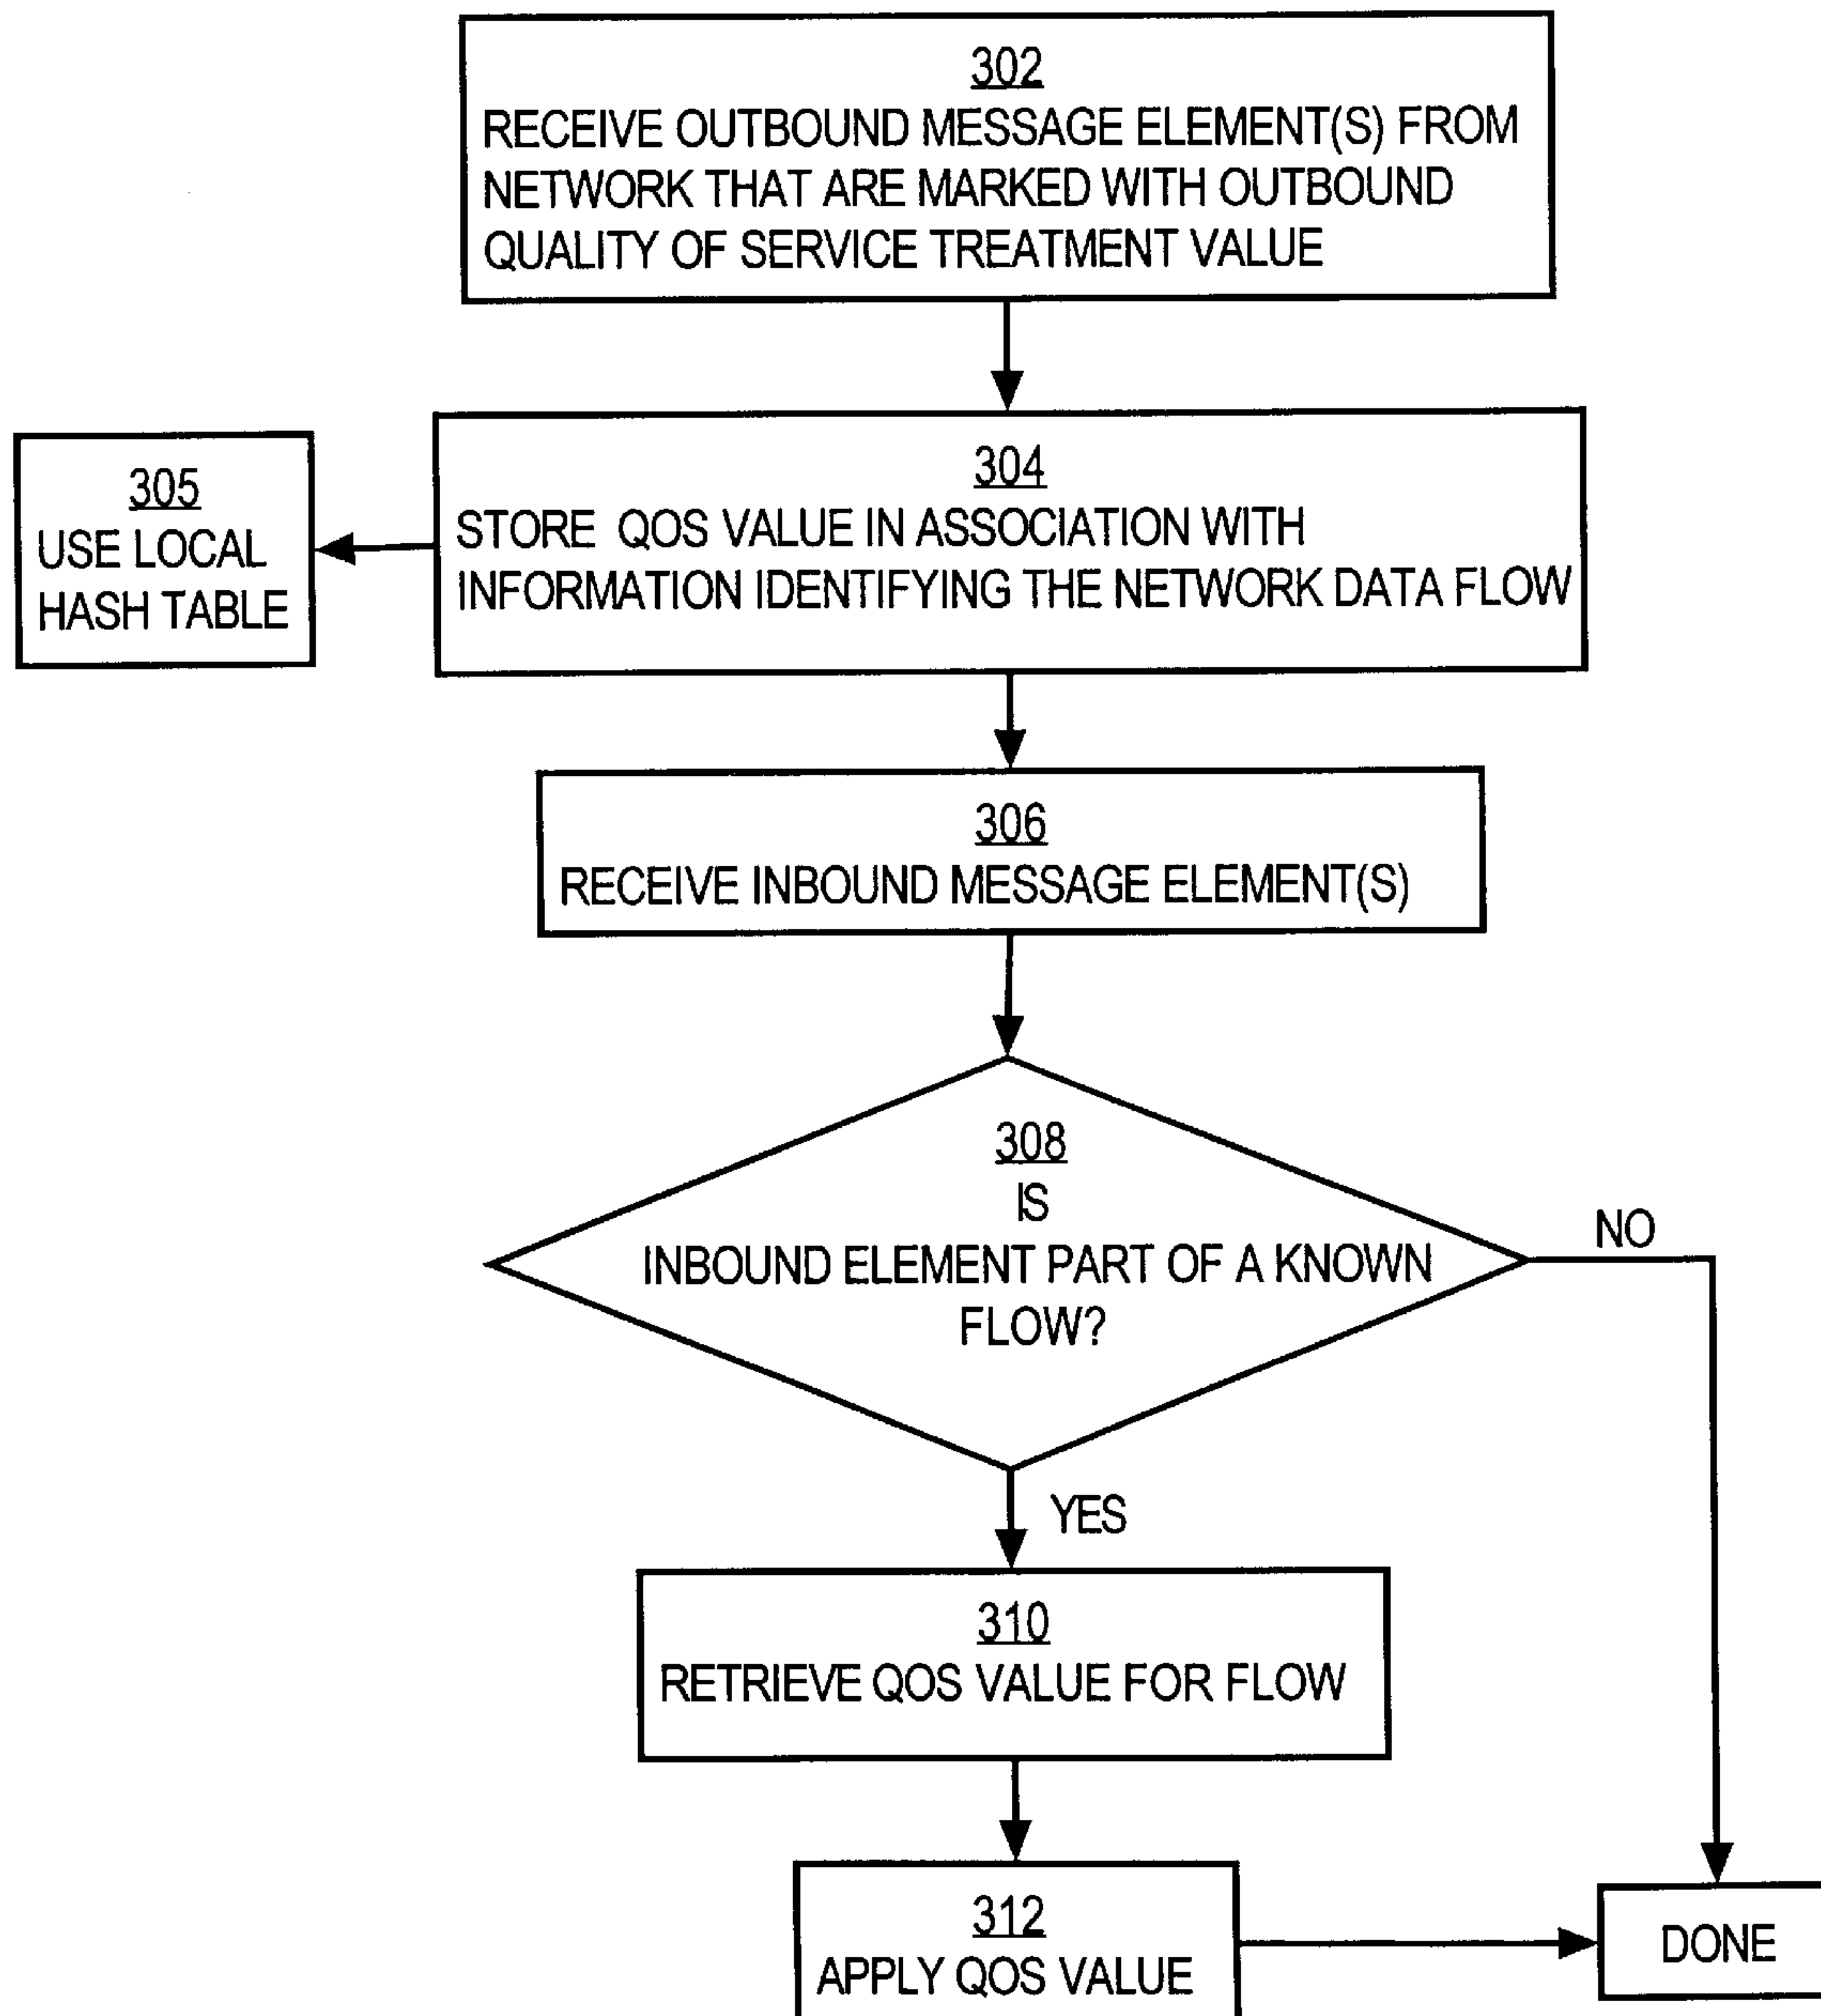 302
RECEIVE OUTBOUND MESSAGE ELEMENT(S) FROM
NETWORK THAT ARE MARKED WITH OUTBOUND
QUALITY OF SERVICE TREATMENT VALUE
304
STORE QOS VALUE IN ASSOCIATION WITH
INFORMATION IDENTIFYING THE NETWORK DATA FLOW
305
USE LOCAL
HASH TABLE
306
RECEIVE INBOUND MESSAGE ELEMENT(S)
308
IS
INBOUND ELEMENT PART OF A KNOWN
FLOW?
NO
YES
310
RETRIEVE QOS VALUE FOR FLOW
312
APPLY QOS VALUE
DONE